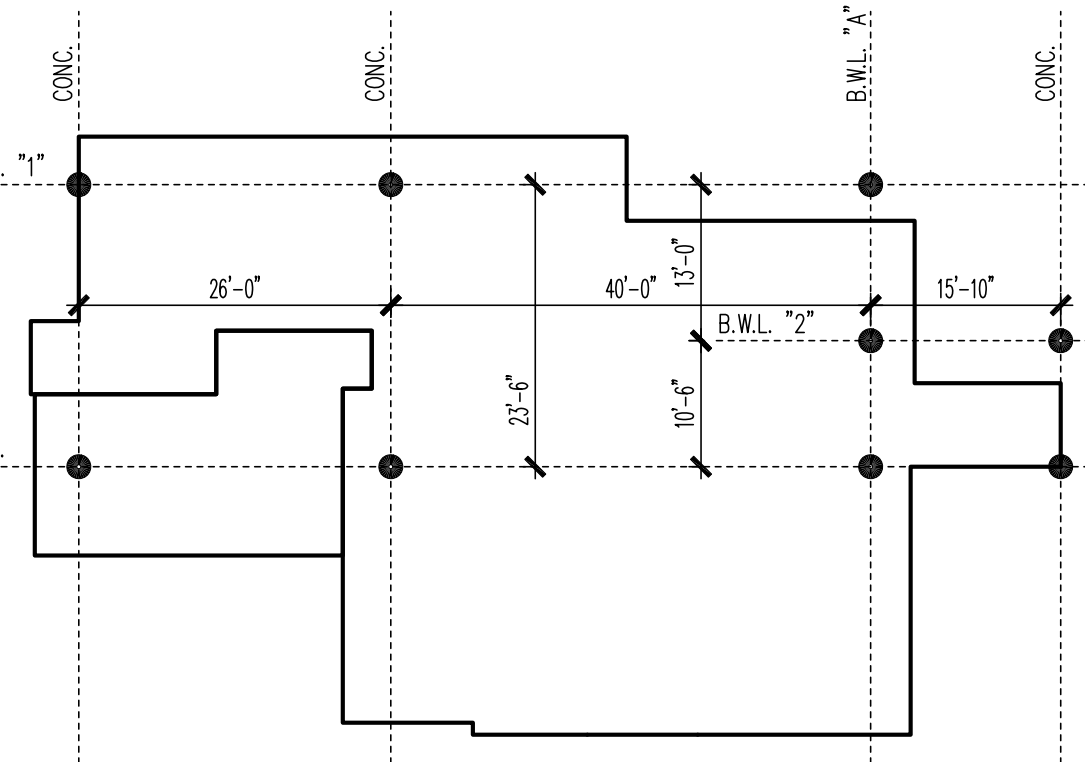 CONC.
CONC.
B.W.L. "A"
CONC.
. "1"
26'-0"
40'-0"
13'-0"
15'-10"
B.W.L. "2"
23'-6"
10'-6"
.